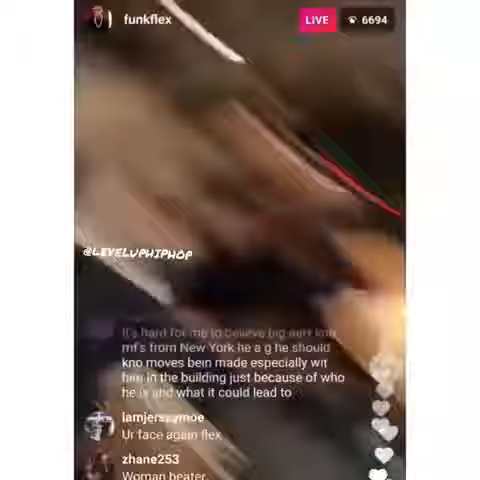 funkflex
LIVE 6694
@LEVELUPHIPHOP
It's hard for me to believe big
mf's from New York he a g he should
kno moves bein made especially wit
him in the building just because of who
he is and what it could lead to
iamjerseymoe
Ur face again flex
zhane253
Woman beater.